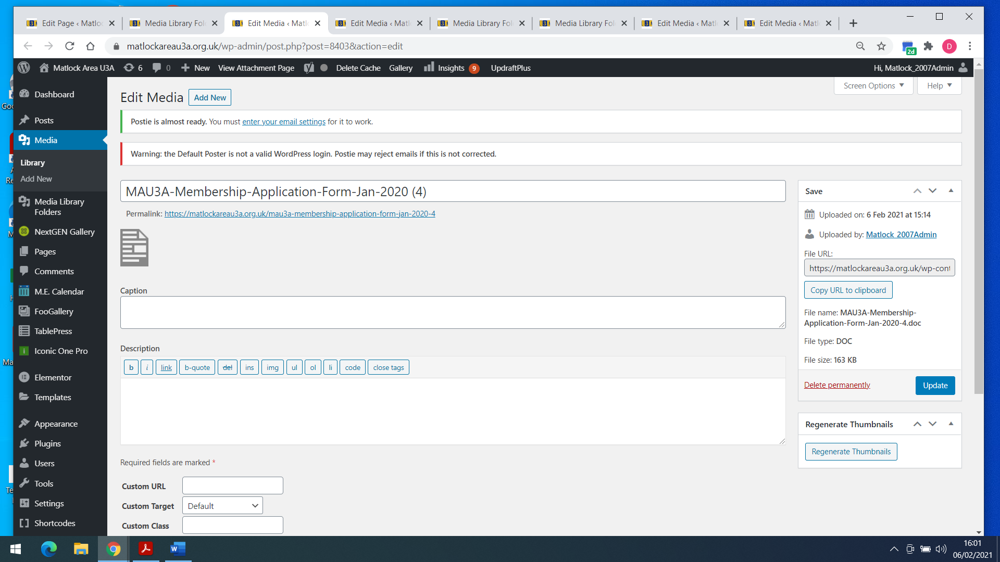 Edit Page ‹ Matlo
Media Library Fol
Edit Media ‹ Matl
Edit Media ‹ Matl
Media Library Fo
Media Library Fol
Edit Media ‹ Matl
Edit Media ‹ Matl
matlockareau3a.org.uk/wp-admin/post.php?post=8403&action=edit
2d
D
Matlock Area U3A
6
0
New
View Attachment Page
Delete Cache
Gallery
Insights
9
UpdraftPlus
Hi, Matlock_2007Admin
Screen Options
Help
Dashboard
Posts
Media
Library
Add New
Media Library
Folders
NextGEN Gallery
Pages
Comments
M.E. Calendar
FooGallery
TablePress
Iconic One Pro
Elementor
Templates
Appearance
Plugins
Users
Tools
Settings
Shortcodes
Edit Media
Add New
Postie is almost ready. You must enter your email settings for it to work.
Warning: the Default Poster is not a valid WordPress login. Postie may reject emails if this is not corrected.
MAU3A-Membership-Application-Form-Jan-2020 (4)
Permalink: https://matlockareau3a.org.uk/mau3a-membership-application-form-jan-2020-4
Caption
Description
b
i
link
b-quote
del
ins
img
ul
ol
li
code
close tags
Required fields are marked *
Custom URL
Custom Target
Default
Custom Class
Save
Uploaded on: 6 Feb 2021 at 15:14
Uploaded by: Matlock_2007Admin
File URL:
https://matlockareau3a.org.uk/wp-cont
Copy URL to clipboard
File name: MAU3A-Membership-
Application-Form-Jan-2020-4.doc
File type: DOC
File size: 163 KB
Delete permanently
Update
Regenerate Thumbnails
Regenerate Thumbnails
16:01
06/02/2021